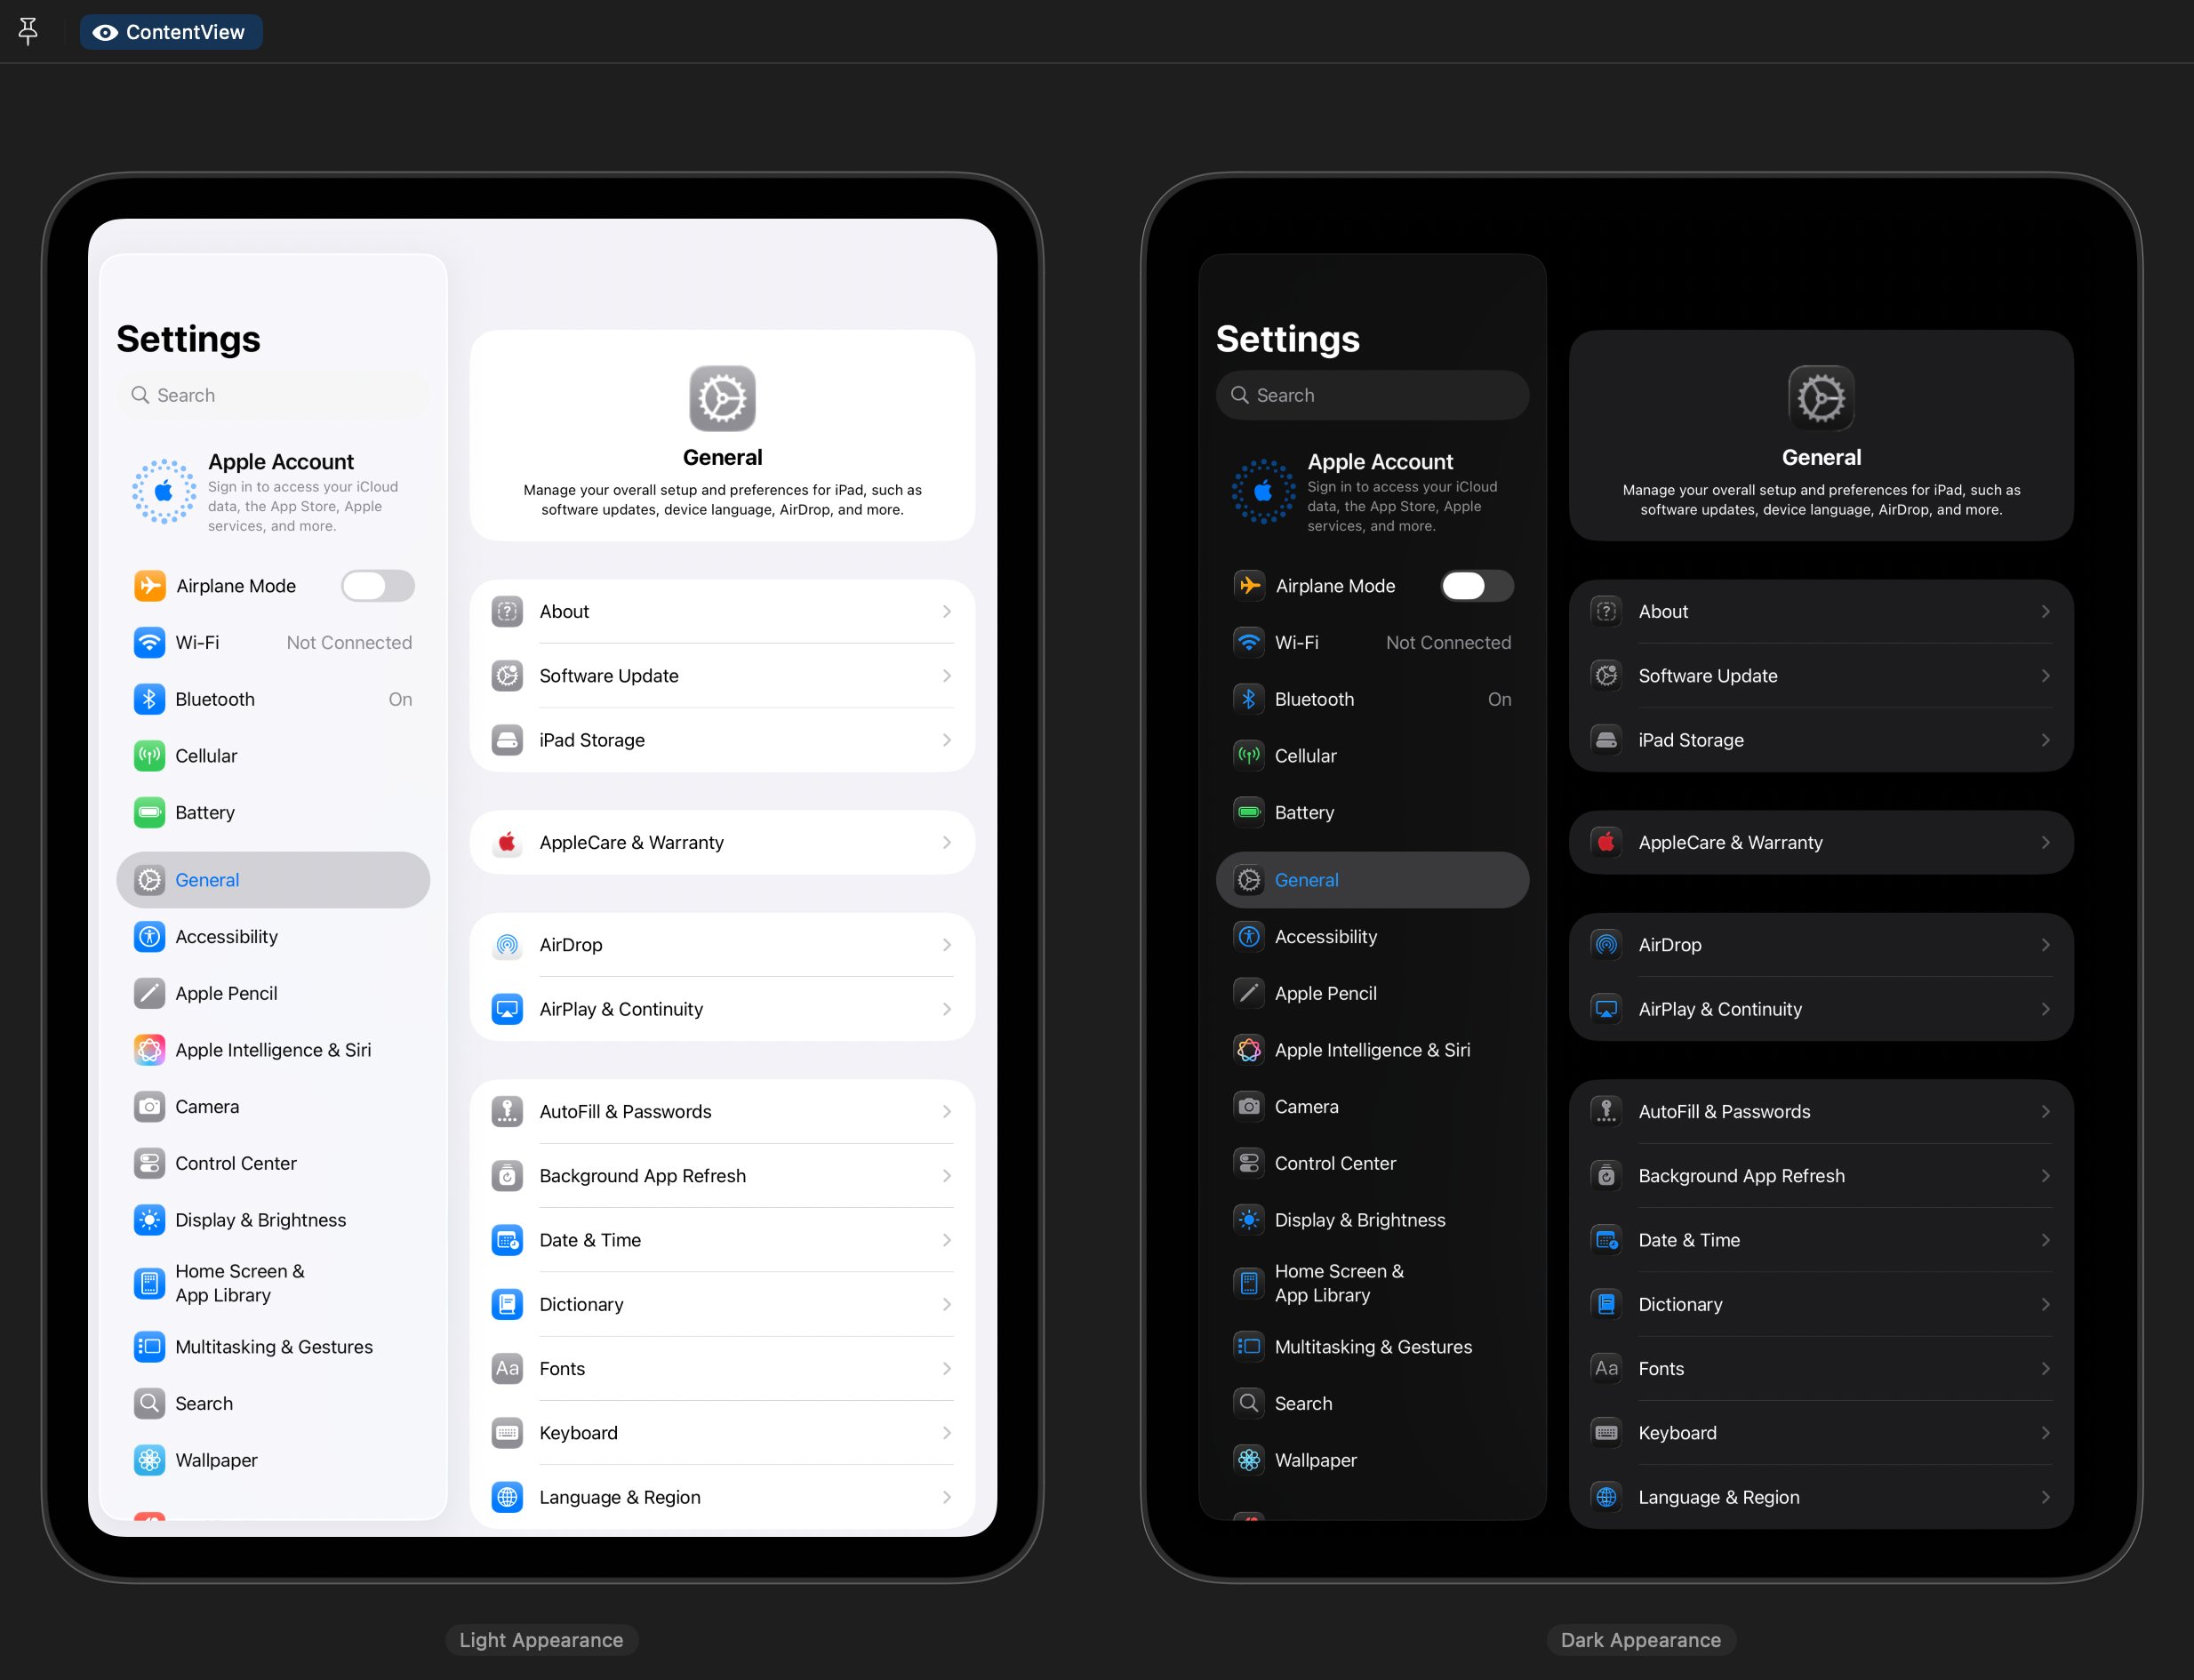 ContentView
Settings
Search
Apple Account
Sign in to access your iCloud
data, the App Store, Apple
services, and more.
Airplane Mode
Wi-Fi Not Connected
Bluetooth On
Cellular
Battery
General
Accessibility
Apple Pencil
Apple Intelligence & Siri
Camera
Control Center
Display & Brightness
Home Screen &
App Library
Multitasking & Gestures
Search
Wallpaper
General
Manage your overall setup and preferences for iPad, such as
software updates, device language, AirDrop, and more.
About
Software Update
iPad Storage
AppleCare & Warranty
AirDrop
AirPlay & Continuity
AutoFill & Passwords
Background App Refresh
Date & Time
Dictionary
Aa Fonts
Keyboard
Language & Region
Light Appearance
Settings
Search
Apple Account
Sign in to access your iCloud
data, the App Store, Apple
services, and more.
Airplane Mode
Wi-Fi Not Connected
Bluetooth On
Cellular
Battery
General
Accessibility
Apple Pencil
Apple Intelligence & Siri
Camera
Control Center
Display & Brightness
Home Screen &
App Library
Multitasking & Gestures
Search
Wallpaper
General
Manage your overall setup and preferences for iPad, such as
software updates, device language, AirDrop, and more.
About
Software Update
iPad Storage
AppleCare & Warranty
AirDrop
AirPlay & Continuity
AutoFill & Passwords
Background App Refresh
Date & Time
Dictionary
Aa Fonts
Keyboard
Language & Region
Dark Appearance